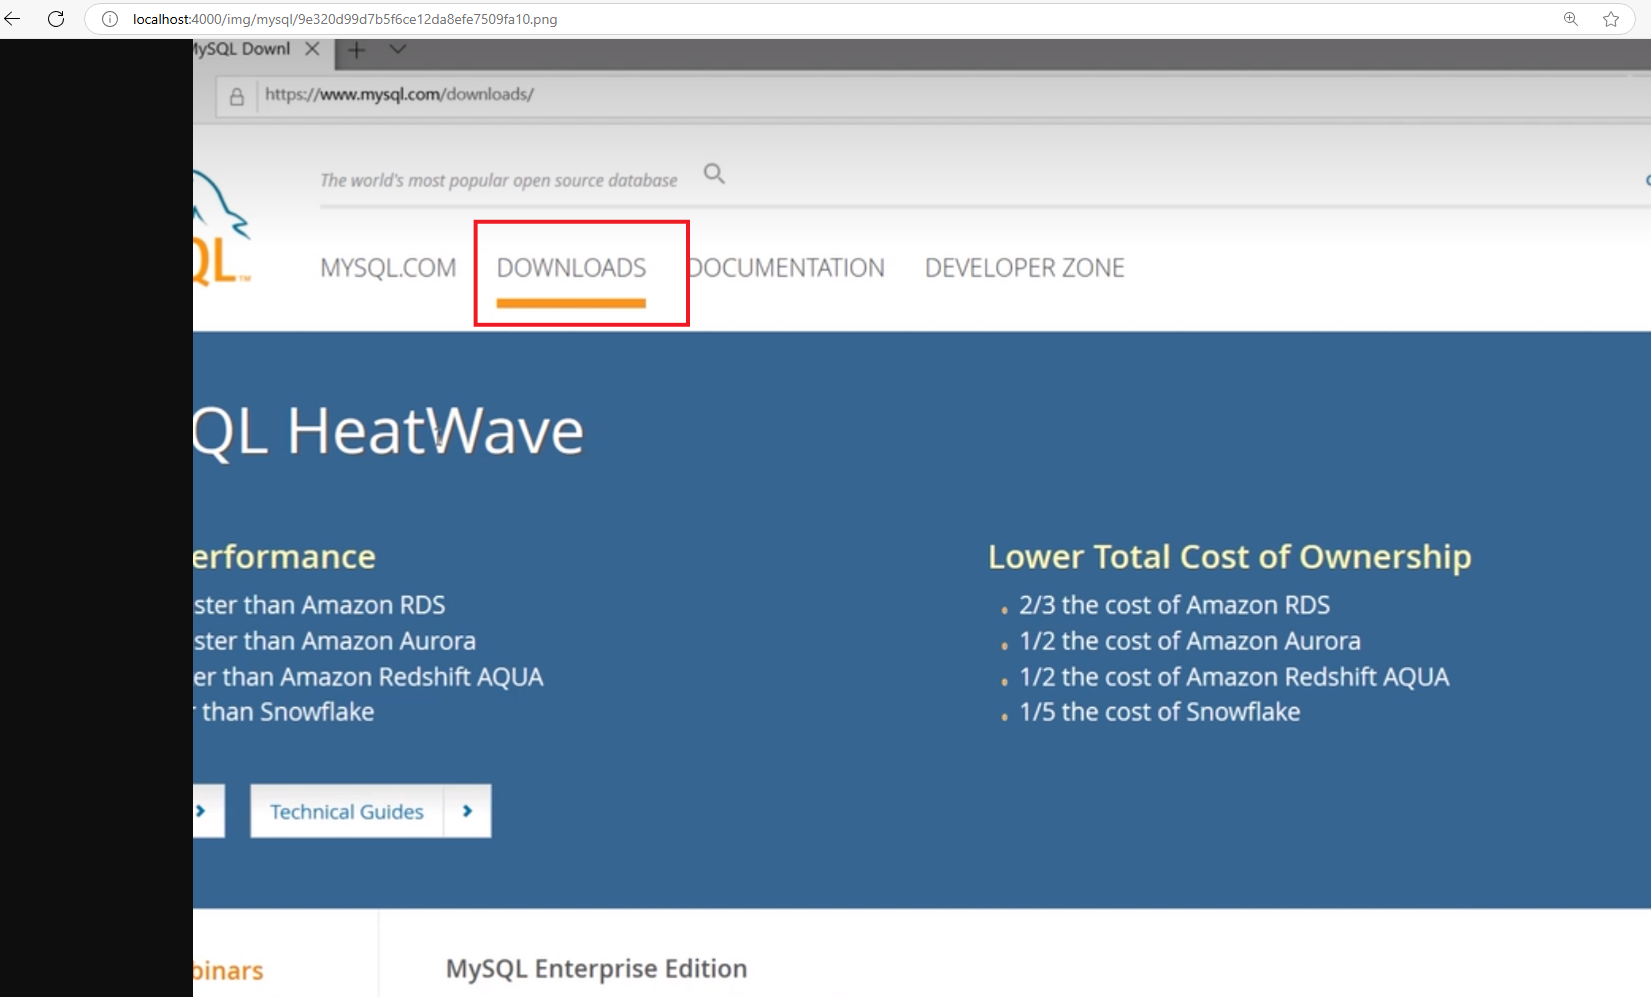 localhost:4000/img/mysql/9e320d99d7b5f6ce12da8efe7509fa10.png
MySQL Downl
https://www.mysql.com/downloads/
The world's most popular open source database
QL™
MYSQL.COM DOWNLOADS DOCUMENTATION DEVELOPER ZONE
QL HeatWave
erformance
ster than Amazon RDS
ster than Amazon Aurora
er than Amazon Redshift AQUA
than Snowflake
Lower Total Cost of Ownership
• 2/3 the cost of Amazon RDS
• 1/2 the cost of Amazon Aurora
• 1/2 the cost of Amazon Redshift AQUA
• 1/5 the cost of Snowflake
Technical Guides
binars
MySQL Enterprise Edition